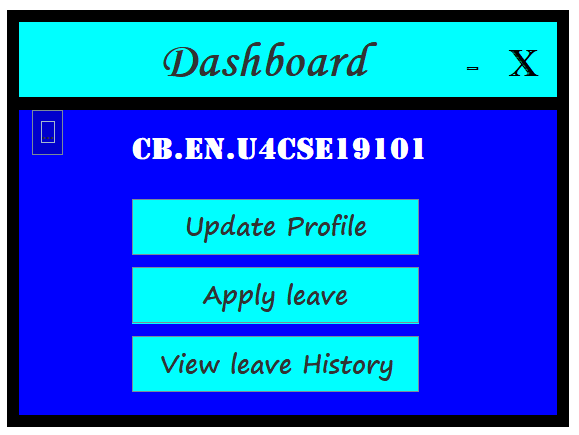 Dashboard
- X
CB.EN.U4CSE19101
Update Profile
Apply leave
View leave History